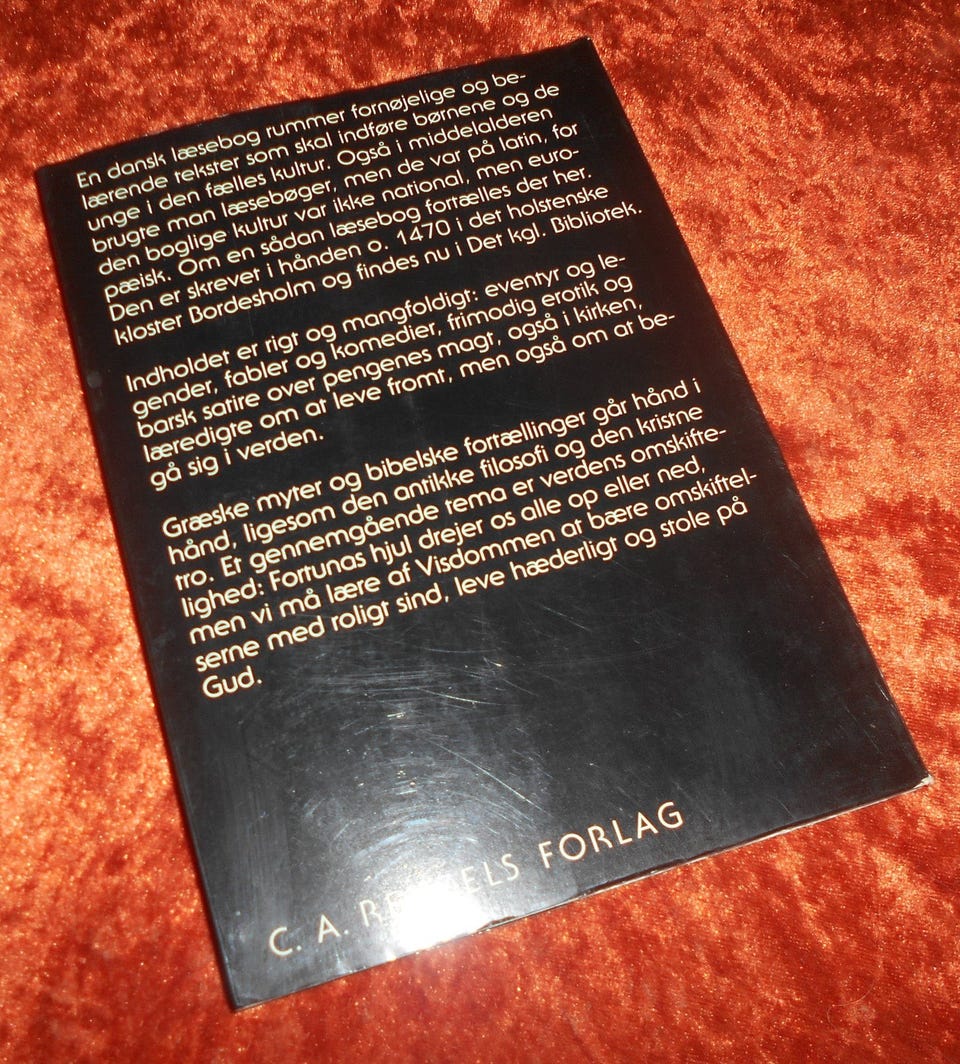 En dansk læsebog rummer fornøjelige og be-
lærende tekster som skal indføre børnene og de
unge i den fælles kultur. Også i middelalderen
brugte man læsebøger, men de var på latin, for
den boglige kultur var ikke national, men euro-
pæisk. Om en sådan læsebog fortælles der her.
Den er skrevet i hånden o. 1470 i det holstenske
kloster Bordesholm og findes nu i Det kgl. Bibliotek.
Indholdet er rigt og mangfoldigt: eventyr og le-
gender, fabler og komedier, frimodig erotik og
barsk satire over pengenes magt, også i kirken,
læredigte om at leve fromt, men også om at be-
gå sig i verden.
Græske myter og bibelske fortællinger går hånd i
hånd, ligesom den antikke filosofi og den kristne
tro. Et gennemgående tema er verdens omskifte-
lighed: Fortunas hjul drejer os alle op eller ned,
men vi må lære af Visdommen at bære omskiftel-
serne med roligt sind, leve hæderligt og stole på
Gud.
C. A. FORLAG